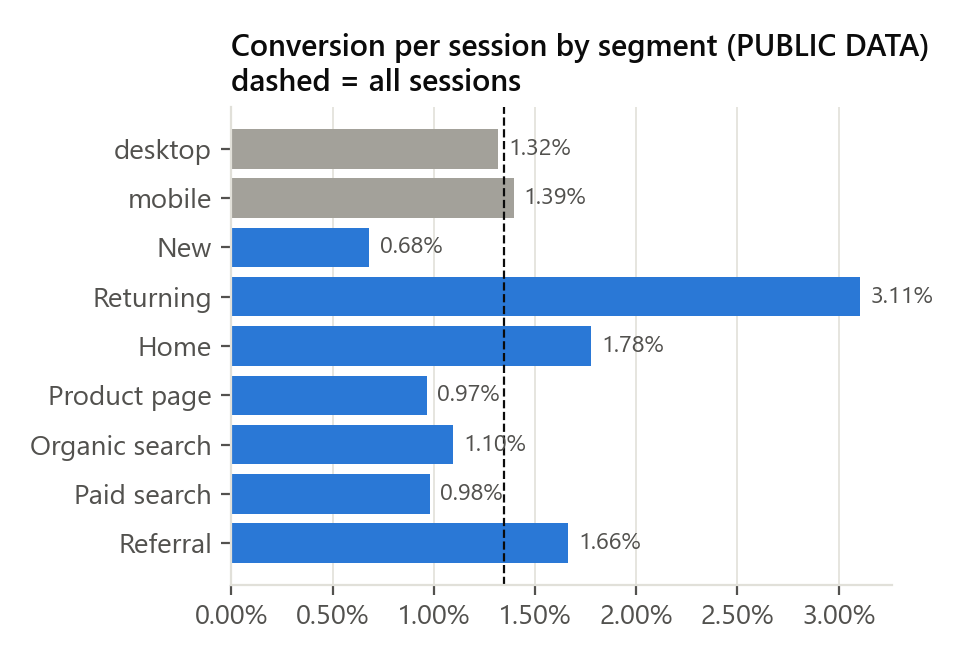 Conversion per session by segment (PUBLIC DATA)
dashed = all sessions
desktop 1.32%
mobile 1.39%
New 0.68%
Returning 3.11%
Home 1.78%
Product page 0.97%
Organic search 1.10%
Paid search 0.98%
Referral 1.66%
0.00% 0.50% 1.00% 1.50% 2.00% 2.50% 3.00%